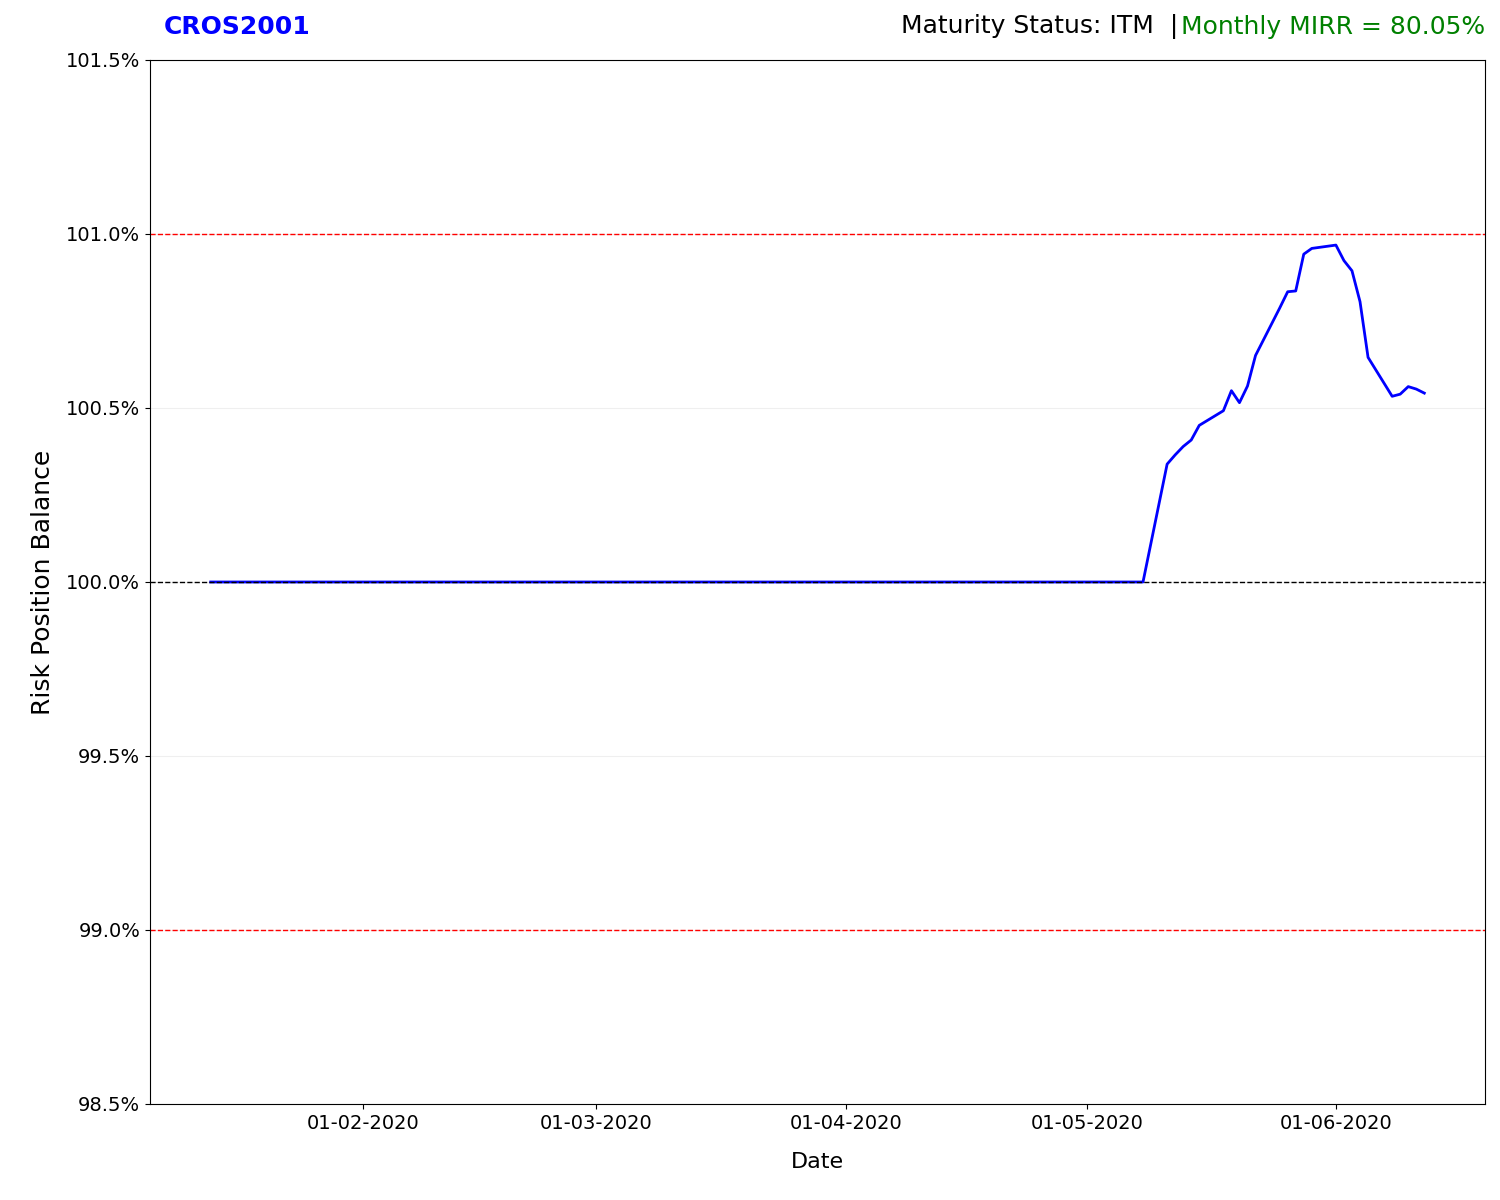 CROS2001
Maturity Status: ITM | Monthly MIRR = 80.05%
101.5%
101.0%
100.5%
100.0%
99.5%
99.0%
98.5%
Risk Position Balance
01-02-2020 01-03-2020 01-04-2020 01-05-2020 01-06-2020
Date